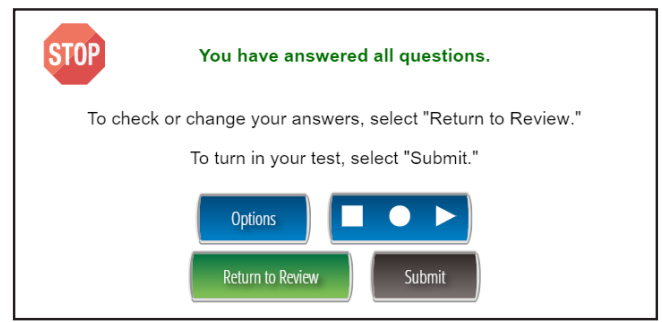 STOP
You have answered all questions.
To check or change your answers, select "Return to Review."
To turn in your test, select "Submit."
Options
Return to Review
Submit